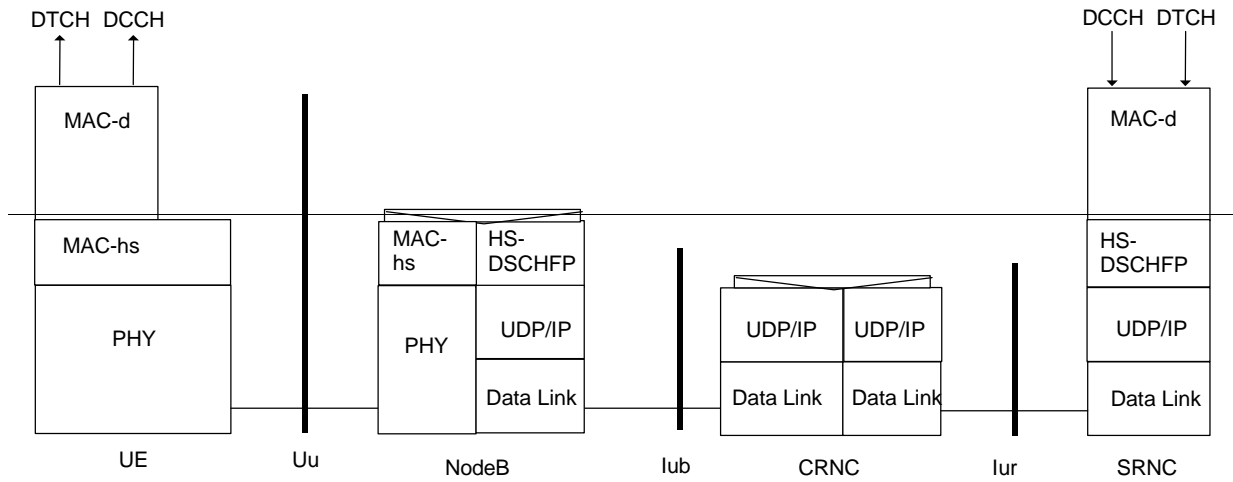 DTCH DCCH
DCCH DTCH
MAC-d
MAC-d
MAC-hs
MAC-
hs
HS-
DSCHFP
HS-
DSCHFP
PHY
PHY
UDP/IP
UDP/IP
UDP/IP
UDP/IP
Data Link
Data Link
Data Link
Data Link
UE
Uu
NodeB
Iub
CRNC
Iur
SRNC